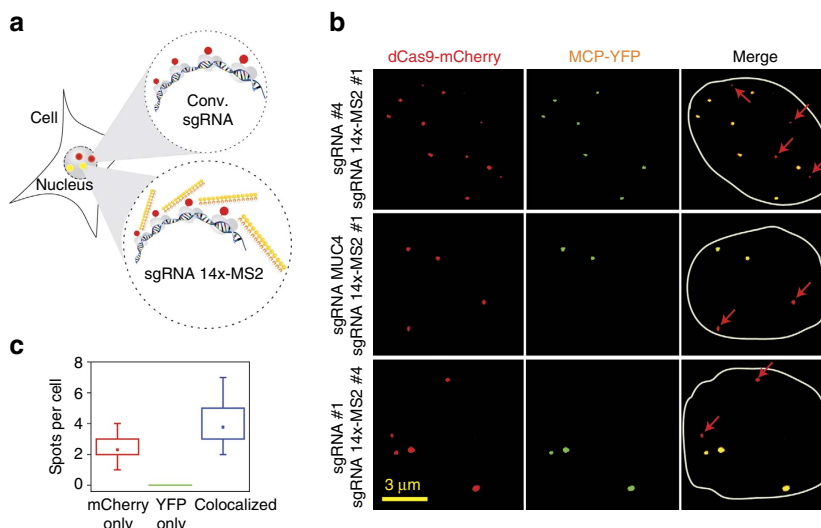 a
Cell
Conv.
sgRNA
Nucleus
sgRNA 14x-MS2
b
dCas9-mCherry
MCP-YFP
Merge
sgRNA #4
sgRNA 14x-MS2 #1
sgRNA MUC4
sgRNA 14x-MS2 #1
sgRNA #1
sgRNA 14x-MS2 #4
3 μm
c
Spots per cell
8
6
4
2
0
mCherry only
YFP only
Colocalized